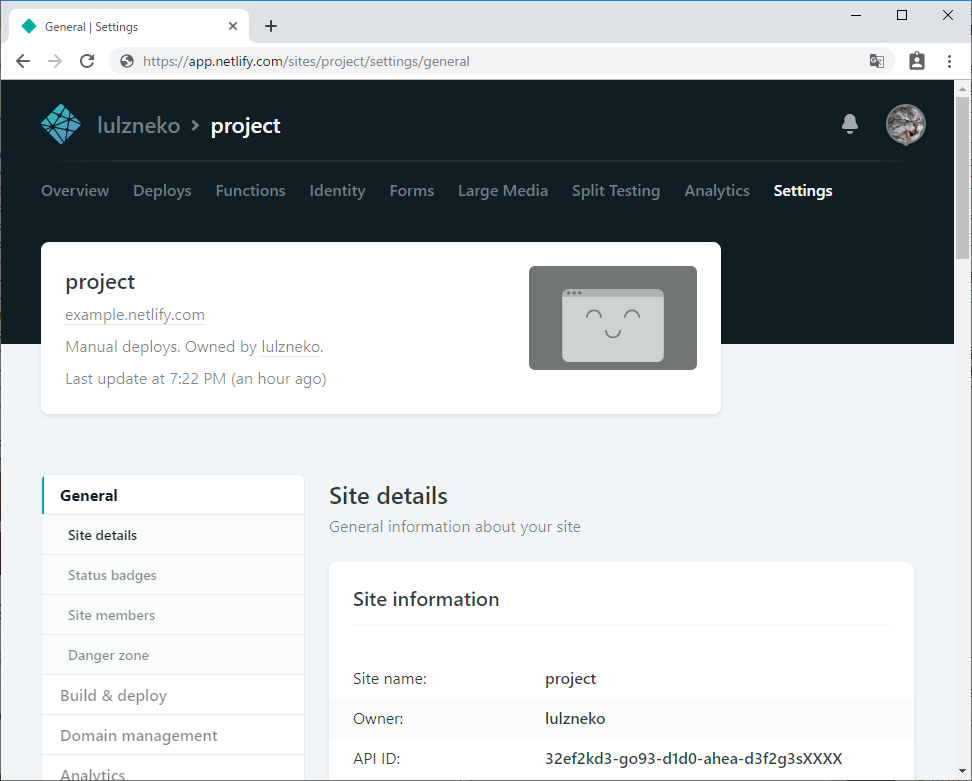 General | Settings
https://app.netlify.com/sites/project/settings/general
lulzneko > project
Overview Deploys Functions Identity Forms Large Media Split Testing Analytics Settings
project
example.netlify.com
Manual deploys. Owned by lulzneko.
Last update at 7:22 PM (an hour ago)
General
Site details
Status badges
Site members
Danger zone
Build & deploy
Domain management
Analytics
Site details
General information about your site
Site information
Site name: project
Owner: lulzneko
API ID: 32ef2kd3-go93-d1d0-ahea-d3f2g3sXXXX